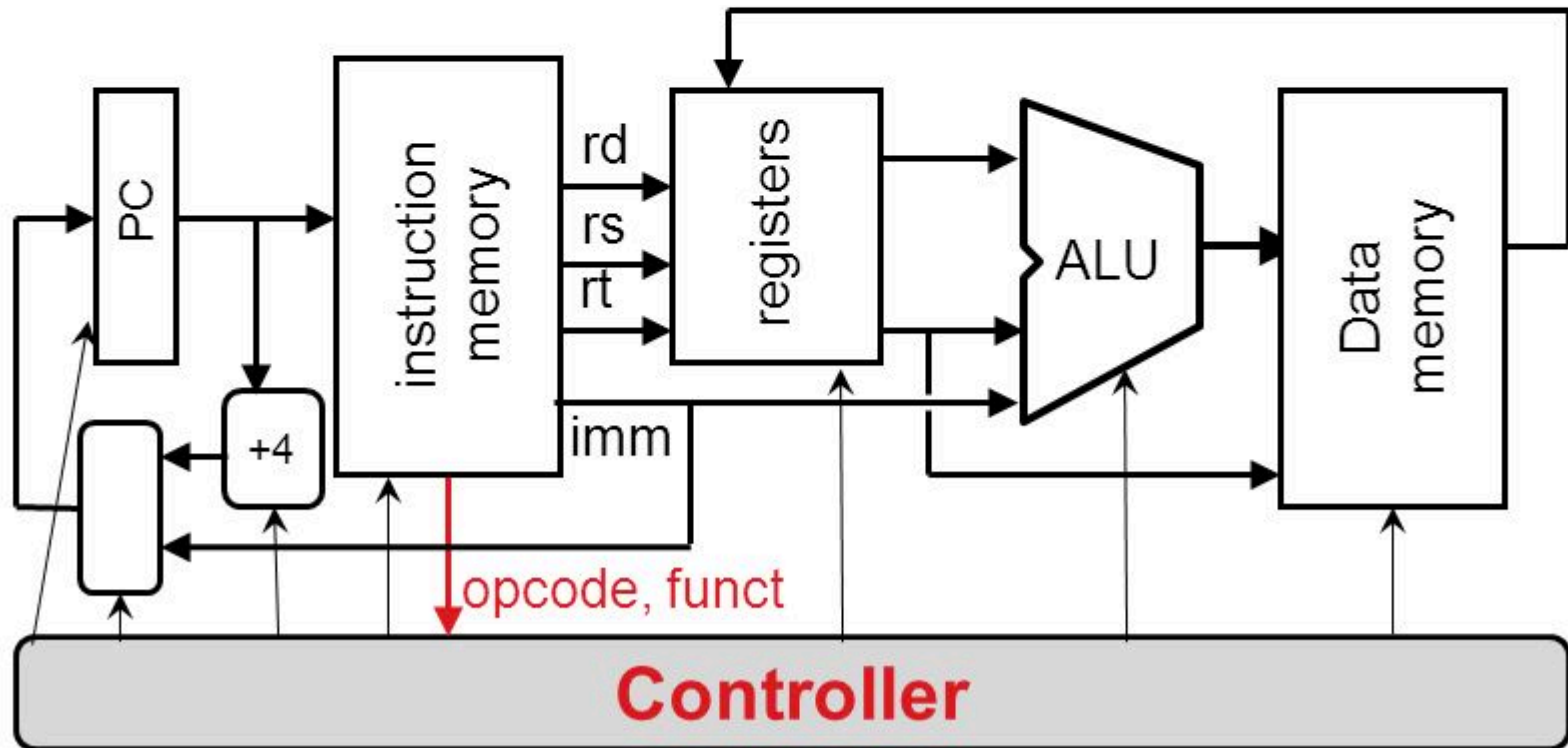 PC
+4
instruction
memory
rd
rs
rt
imm
registers
ALU
Data
memory
opcode, funct
Controller